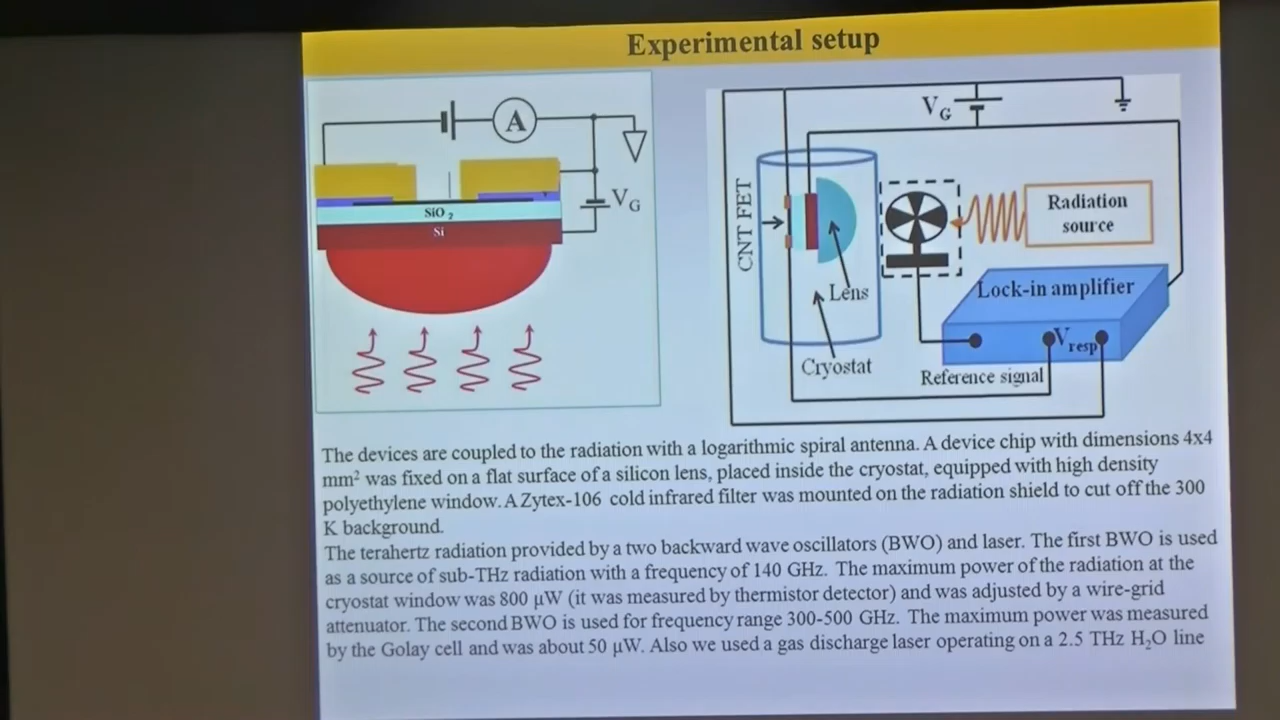 Experimental setup
A
V_G
SiO₂
Si
V_G
CNT FET
Radiation
source
Lens
Lock-in amplifier
V_resp
Cryostat
Reference signal
The devices are coupled to the radiation with a logarithmic spiral antenna. A device chip with dimensions 4x4
mm² was fixed on a flat surface of a silicon lens, placed inside the cryostat, equipped with high density
polyethylene window. A Zytex-106 cold infrared filter was mounted on the radiation shield to cut off the 300
K background.
The terahertz radiation provided by a two backward wave oscillators (BWO) and laser. The first BWO is used
as a source of sub-THz radiation with a frequency of 140 GHz. The maximum power of the radiation at the
cryostat window was 800 μW (it was measured by thermistor detector) and was adjusted by a wire-grid
attenuator. The second BWO is used for frequency range 300-500 GHz. The maximum power was measured
by the Golay cell and was about 50 μW. Also we used a gas discharge laser operating on a 2.5 THz H₂O line